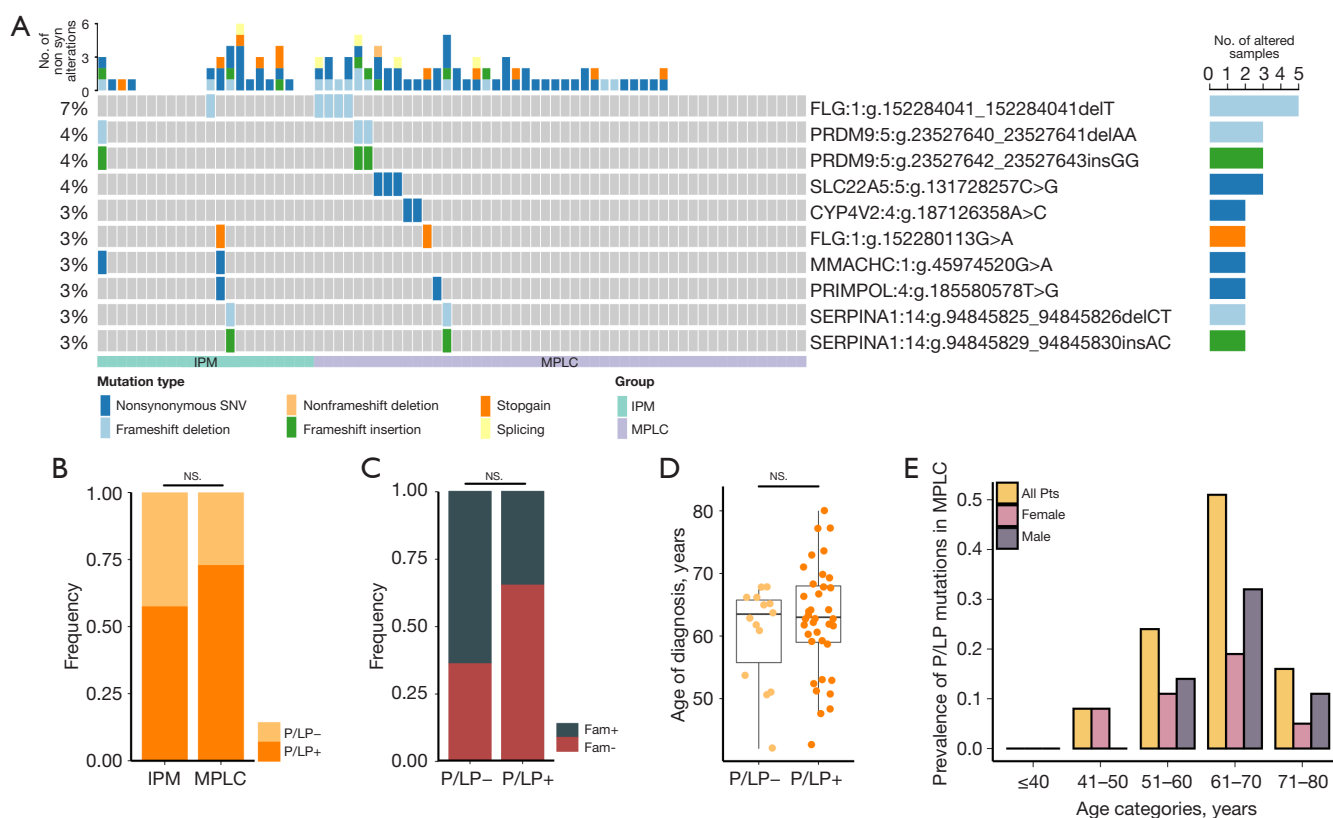 A
No. of
non syn
alterations
6
3
0
No. of altered
samples
0 1 2 3 4 5
7% FLG:1:g.152284041_152284041delT
4% PRDM9:5:g.23527640_23527641delAA
4% PRDM9:5:g.23527642_23527643insGG
4% SLC22A5:5:g.131728257C>G
3% CYP4V2:4:g.187126358A>C
3% FLG:1:g.152280113G>A
3% MMACHC:1:g.45974520G>A
3% PRIMPOL:4:g.185580578T>G
3% SERPINA1:14:g.94845825_94845826delCT
3% SERPINA1:14:g.94845829_94845830insAC
IPM MPLC
Mutation type Group
Nonsynonymous SNV Nonframeshift deletion Stopgain IPM
Frameshift deletion Frameshift insertion Splicing MPLC
B
NS.
Frequency
1.00
0.75
0.50
0.25
0.00
IPM MPLC
P/LP−
P/LP+
C
NS.
Frequency
1.00
0.75
0.50
0.25
0.00
P/LP− P/LP+
Fam+
Fam-
D
NS.
Age of diagnosis, years
80
70
60
50
P/LP− P/LP+
E
Prevalence of P/LP mutations in MPLC
0.5
0.4
0.3
0.2
0.1
0.0
All Pts
Female
Male
≤40 41–50 51–60 61–70 71–80
Age categories, years